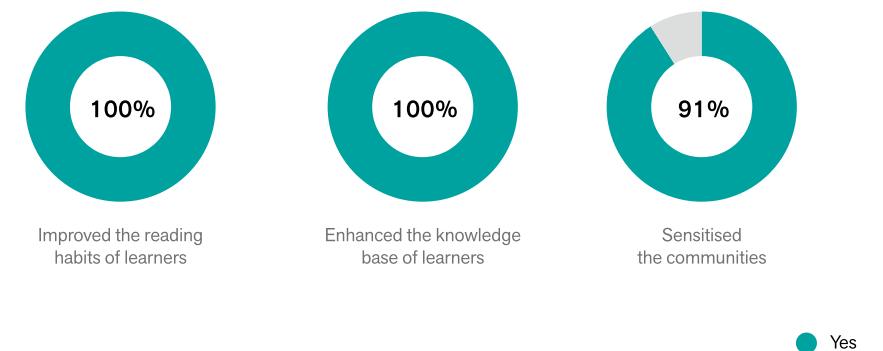 100%
100%
91%
Improved the reading
habits of learners
Enhanced the knowledge
base of learners
Sensitised
the communities
Yes